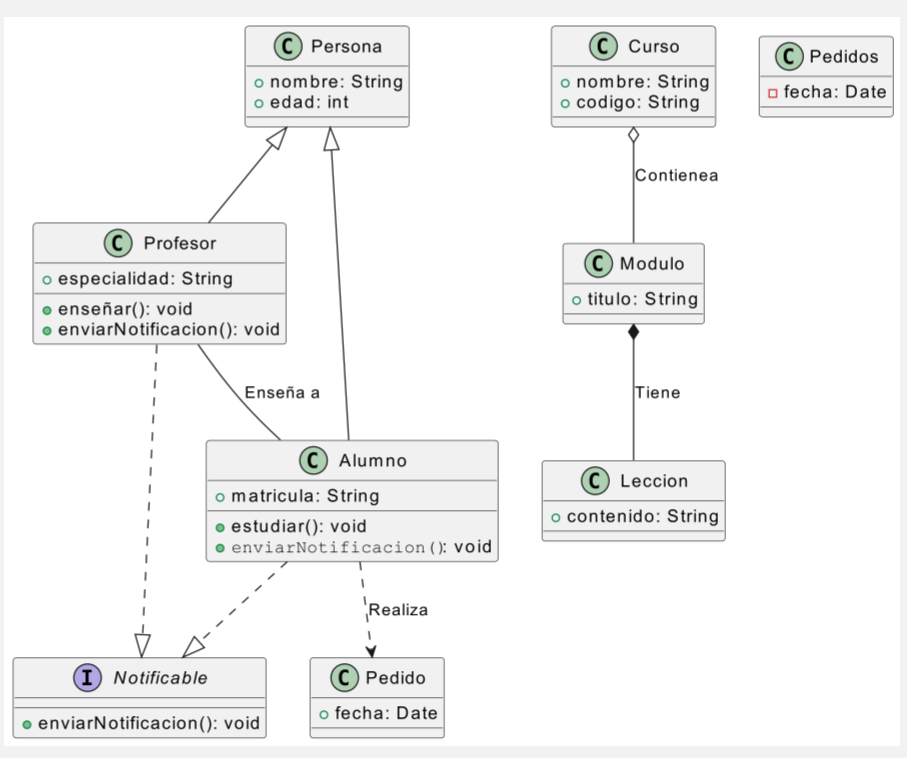 C Persona
nombre: String
edad: int
C Curso
nombre: String
codigo: String
C Pedidos
fecha: Date
Contienea
C Profesor
especialidad: String
enseñar(): void
enviarNotificacion(): void
C Modulo
titulo: String
Enseña a
Tiene
C Alumno
matricula: String
estudiar(): void
enviarNotificacion(): void
C Leccion
contenido: String
Realiza
I Notificable
enviarNotificacion(): void
C Pedido
fecha: Date